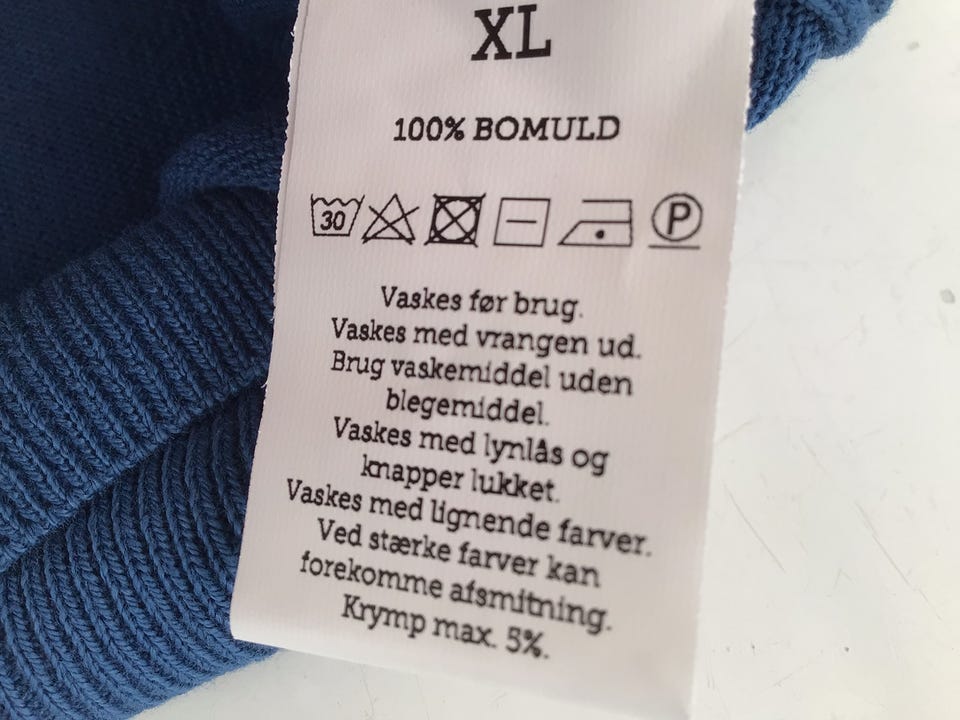 XL
100% BOMULD
30 P
Vaskes før brug.
Vaskes med vrangen ud.
Brug vaskemiddel uden
blegemiddel.
Vaskes med lynlås og
knapper lukket.
Vaskes med lignende farver.
Ved stærke farver kan
forekomme afsmitning.
Krymp max. 5%.